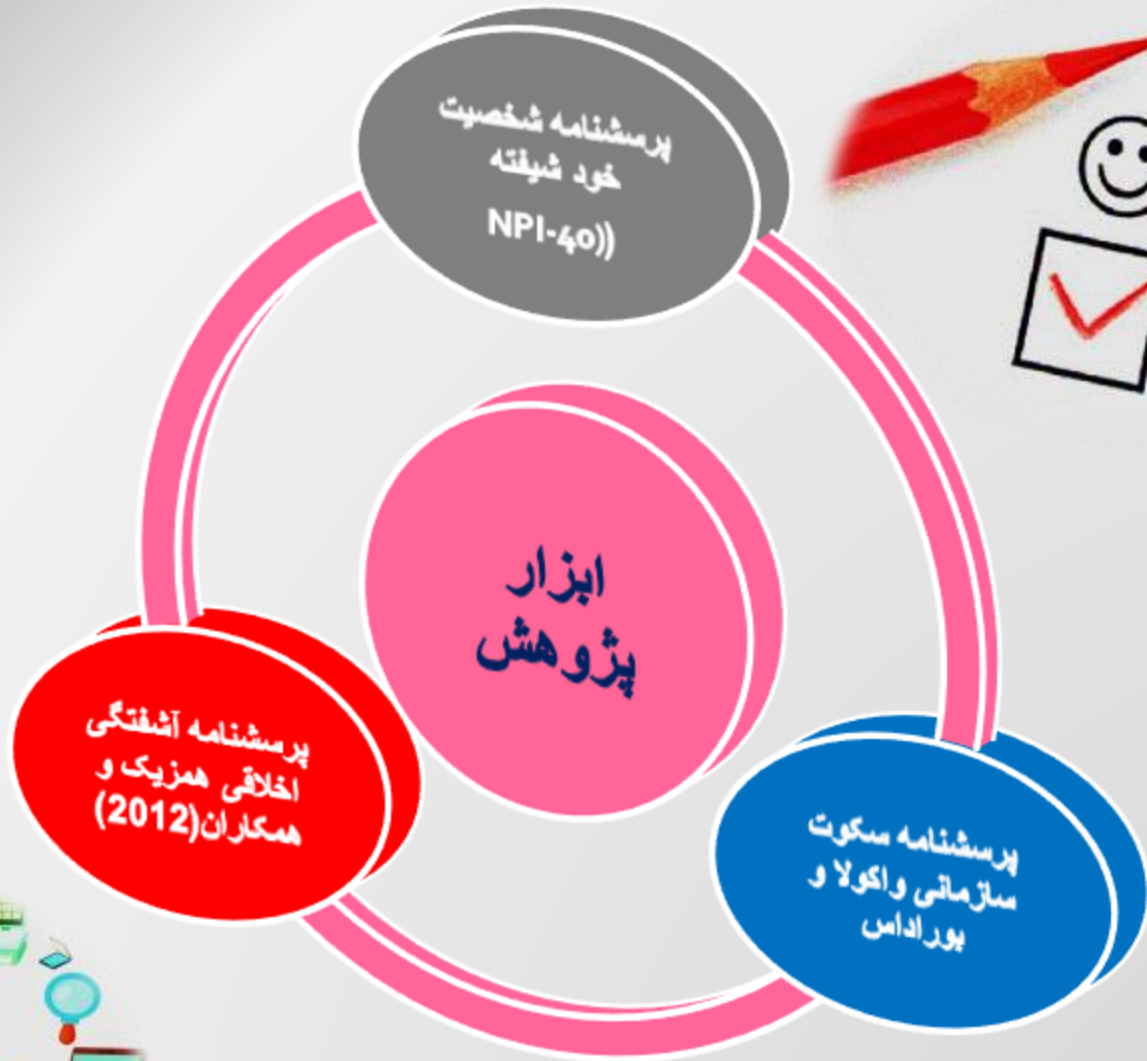 پرسشنامه شخصیت
خود شیفته
NPI-40))
ابزار
پژوهش
پرسشنامه آشفتگی
اخلاقی همزیک و
همکاران(2012)
پرسشنامه سکوت
سازمانی واکولا و
بوراداس